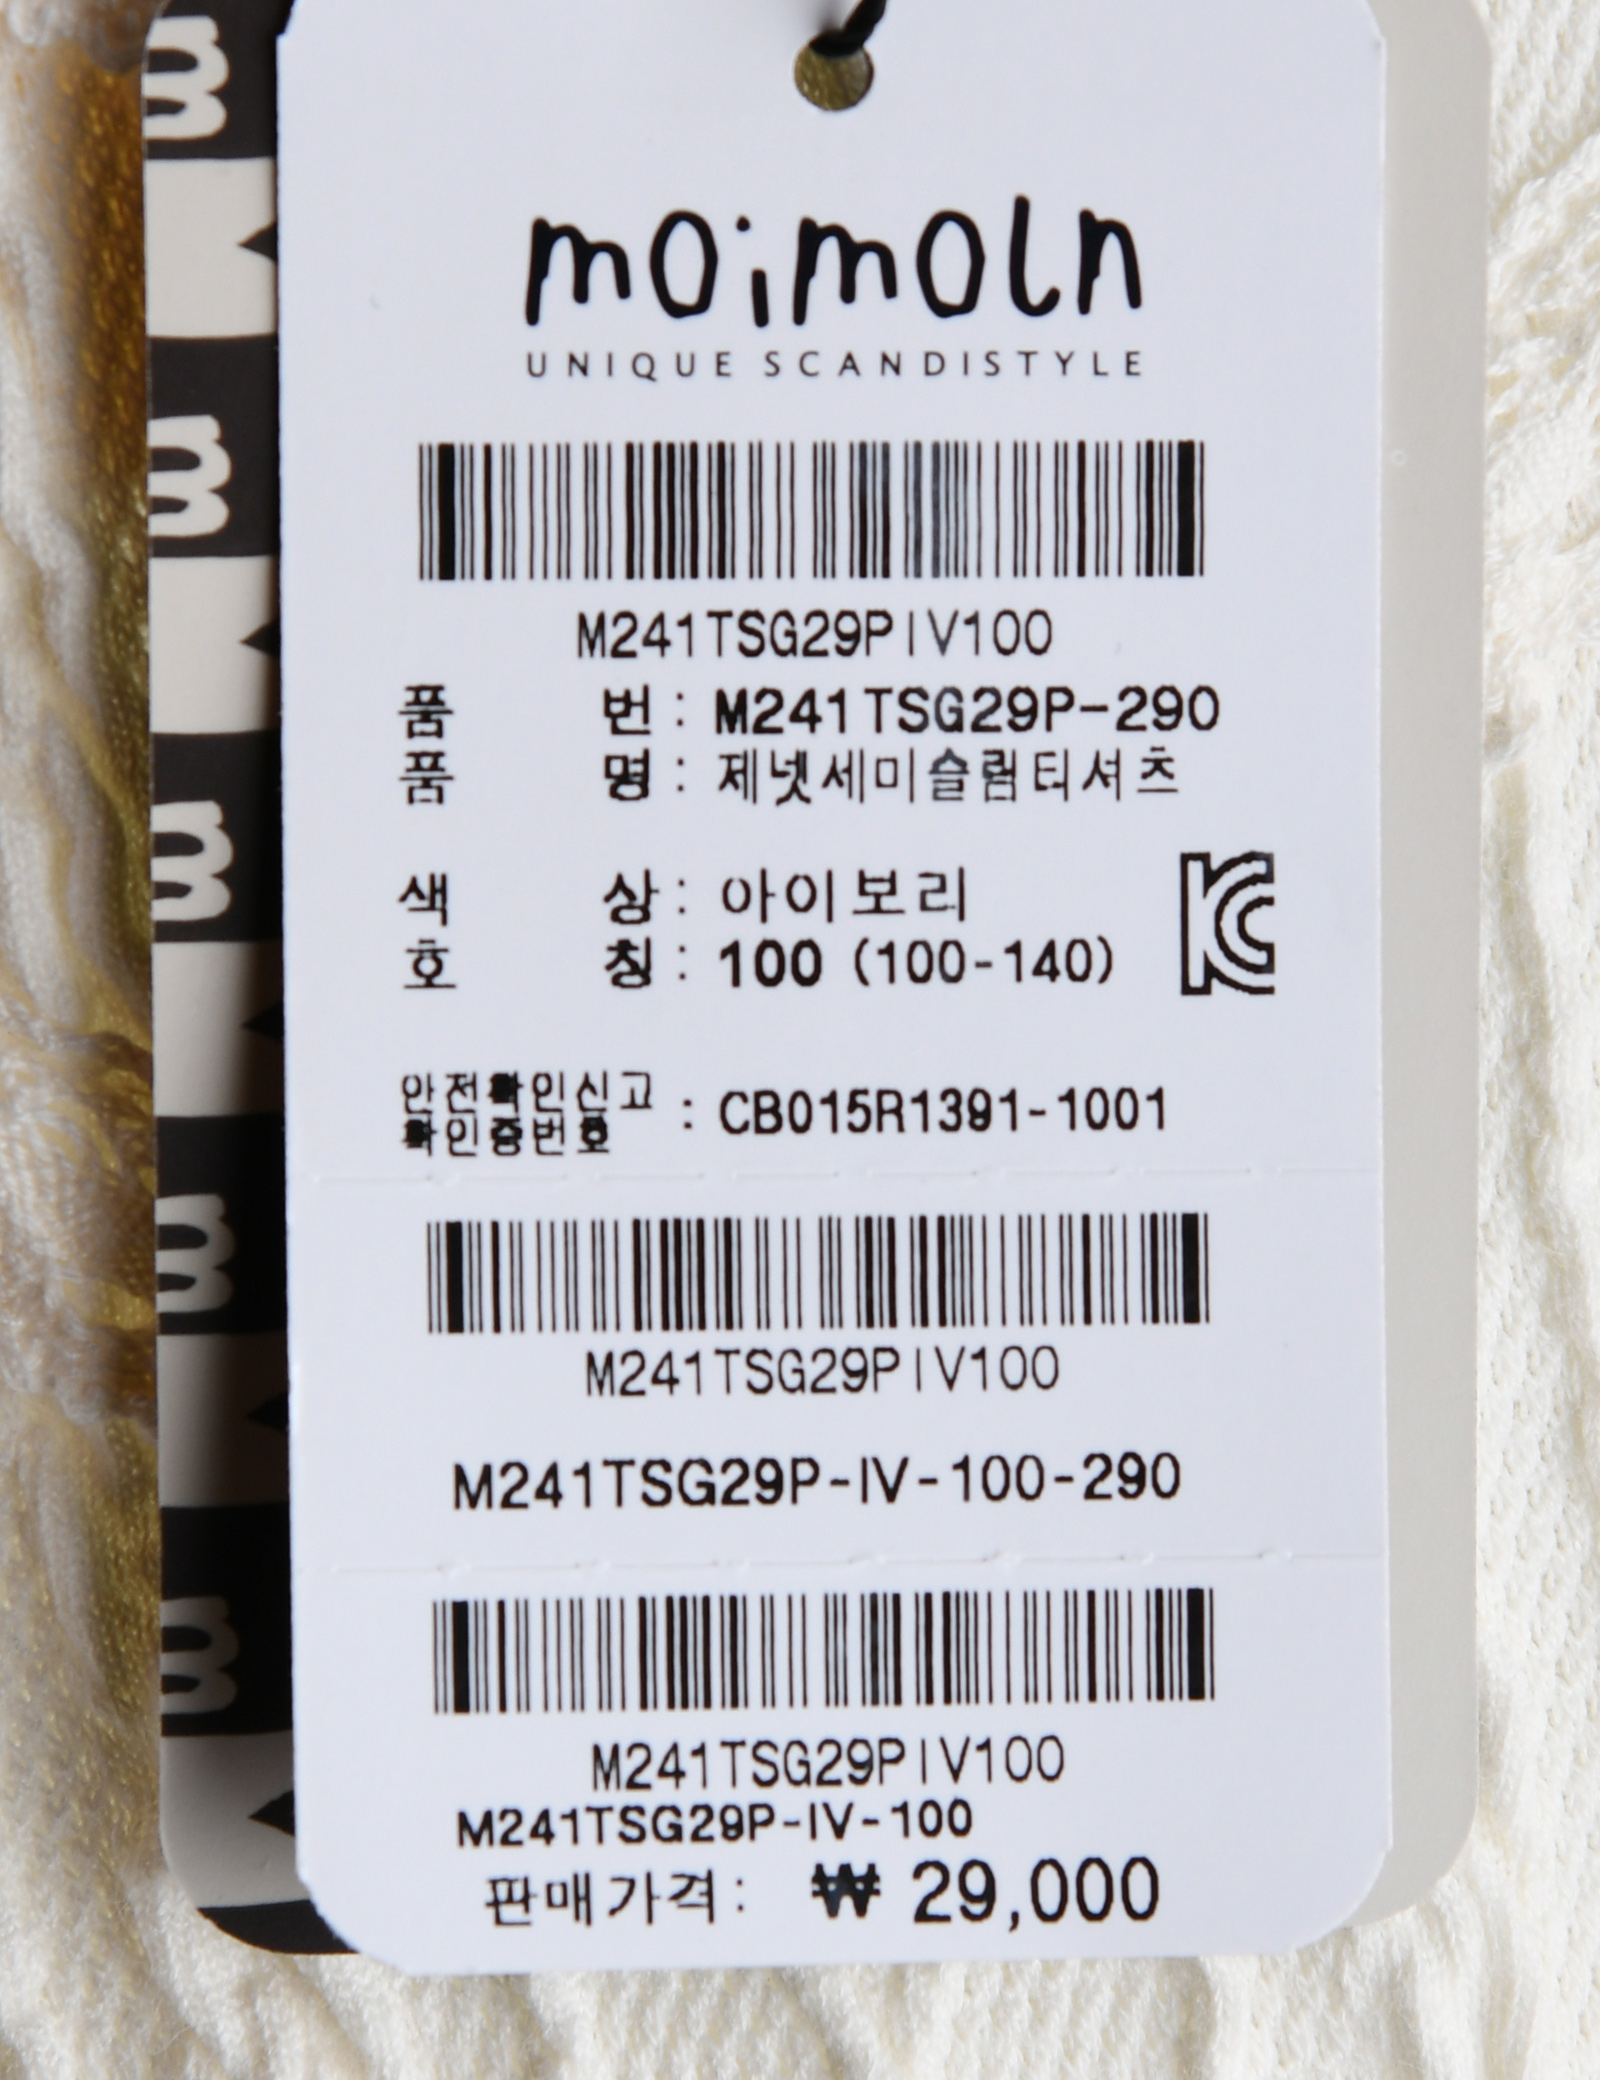 moimoln
UNIQUE SCANDISTYLE
M241TSG29PIV100
품 번 : M241TSG29P-290
품 명 : 제넷세미슬림티셔츠
색 상 : 아이보리
호 칭 : 100 (100-140)
안전확인신고
확인증번호 : CB015R1391-1001
M241TSG29PIV100
M241TSG29P-IV-100-290
M241TSG29PIV100
M241TSG29P-IV-100
판매가격: ₩ 29,000